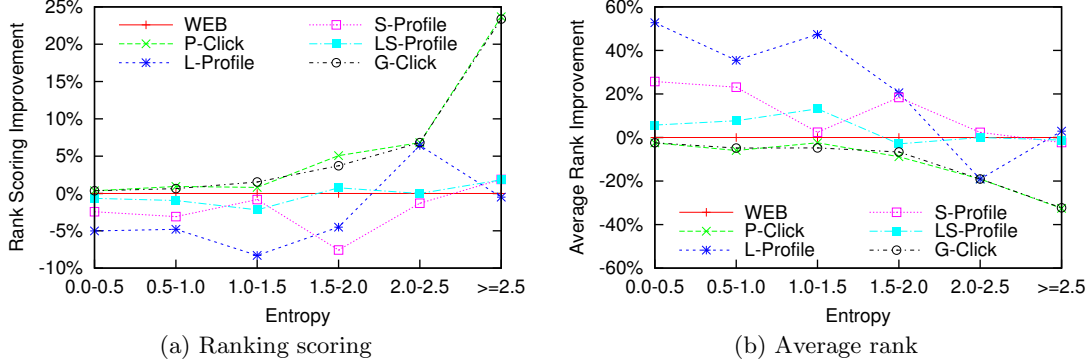 25%
20%
15%
10%
5%
0%
-5%
-10%
Rank Scoring Improvement
WEB
P-Click
L-Profile
S-Profile
LS-Profile
G-Click
0.0-0.5 0.5-1.0 1.0-1.5 1.5-2.0 2.0-2.5 >=2.5
Entropy
(a) Ranking scoring
60%
40%
20%
0%
-20%
-40%
-60%
Average Rank Improvement
WEB
P-Click
L-Profile
S-Profile
LS-Profile
G-Click
0.0-0.5 0.5-1.0 1.0-1.5 1.5-2.0 2.0-2.5 >=2.5
Entropy
(b) Average rank